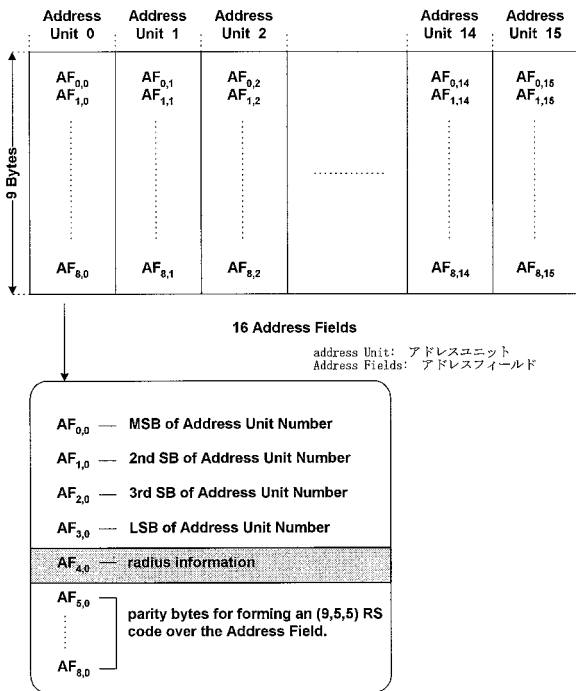 Address Unit 0
Address Unit 1
Address Unit 2
Address Unit 14
Address Unit 15
9 Bytes
AF0,0 AF0,1 AF0,2 AF0,14 AF0,15
AF1,0 AF1,1 AF1,2 AF1,14 AF1,15
AF8,0 AF8,1 AF8,2 AF8,14 AF8,15
16 Address Fields
address Unit: アドレスユニット
Address Fields: アドレスフィールド
AF0,0 — MSB of Address Unit Number
AF1,0 — 2nd SB of Address Unit Number
AF2,0 — 3rd SB of Address Unit Number
AF3,0 — LSB of Address Unit Number
AF4,0 — radius information
AF5,0
parity bytes for forming an (9,5,5) RS
code over the Address Field.
AF8,0